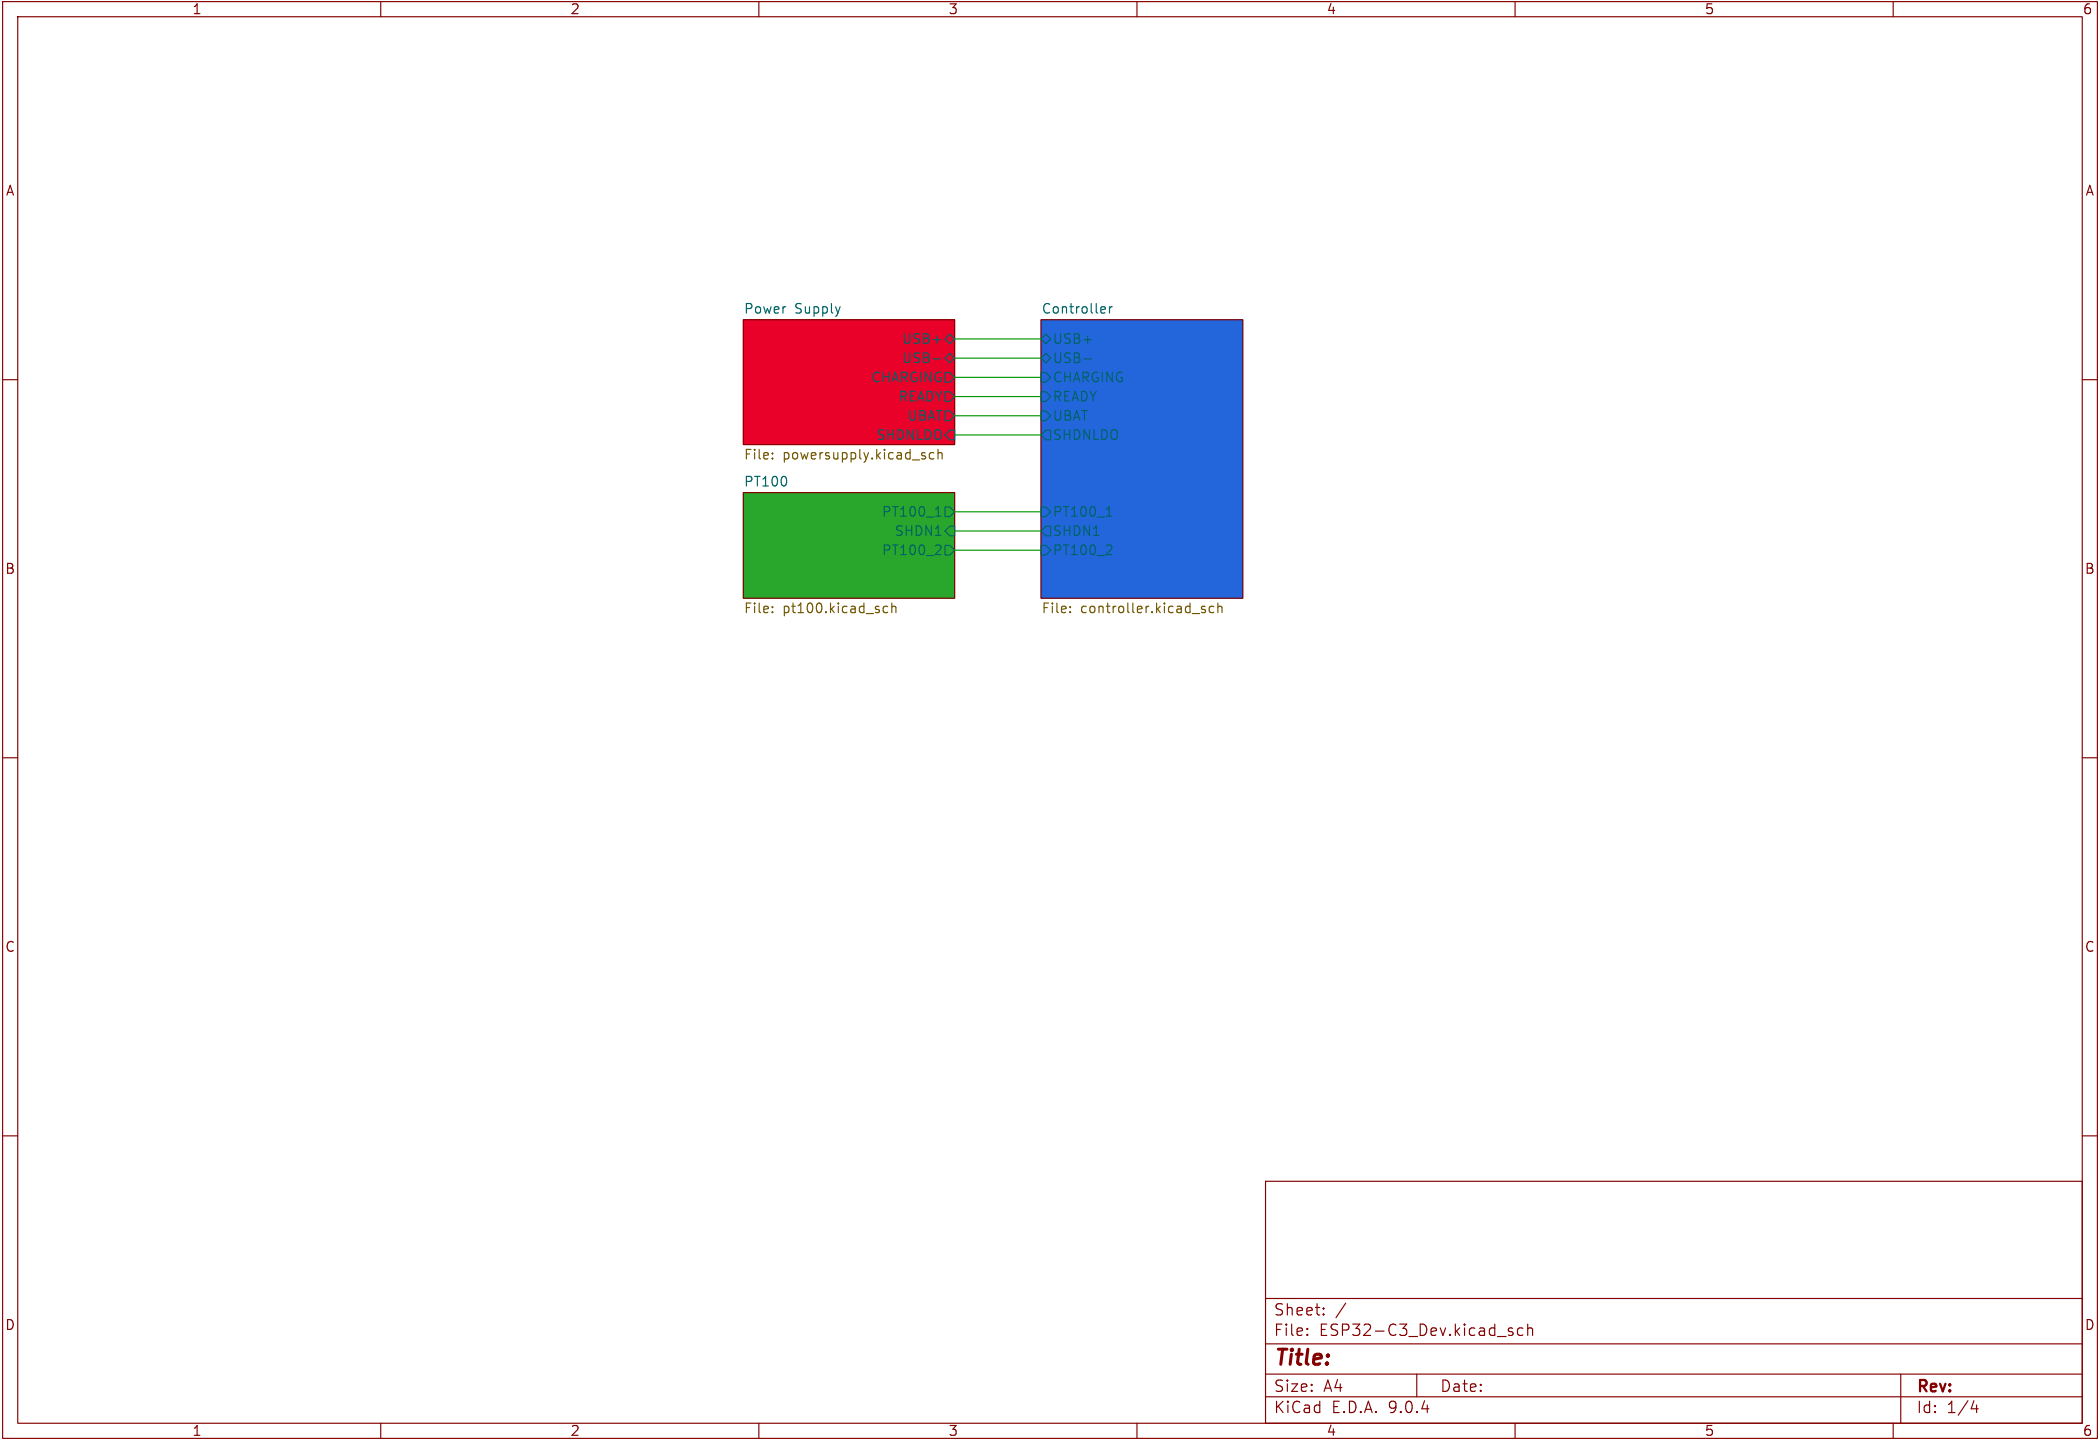 1 2 3 4 5 6
A A
Power Supply
USB+
USB-
CHARGING
READY
UBAT
SHDNLDO
File: powersupply.kicad_sch
Controller
USB+
USB-
CHARGING
READY
UBAT
SHDNLDO
PT100_1
SHDN1
PT100_2
File: controller.kicad_sch
PT100
PT100_1
SHDN1
PT100_2
File: pt100.kicad_sch
B B
C C
D D
Sheet: /
File: ESP32-C3_Dev.kicad_sch
Title:
Size: A4 Date: Rev:
KiCad E.D.A. 9.0.4 Id: 1/4
1 2 3 4 5 6